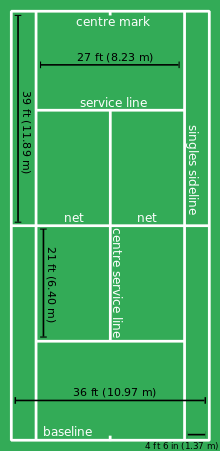 centre mark
27 ft (8.23 m)
service line
39 ft (11.89 m)
singles sideline
net
net
21 ft (6.40 m)
centre service line
36 ft (10.97 m)
baseline
4 ft 6 in (1.37 m)